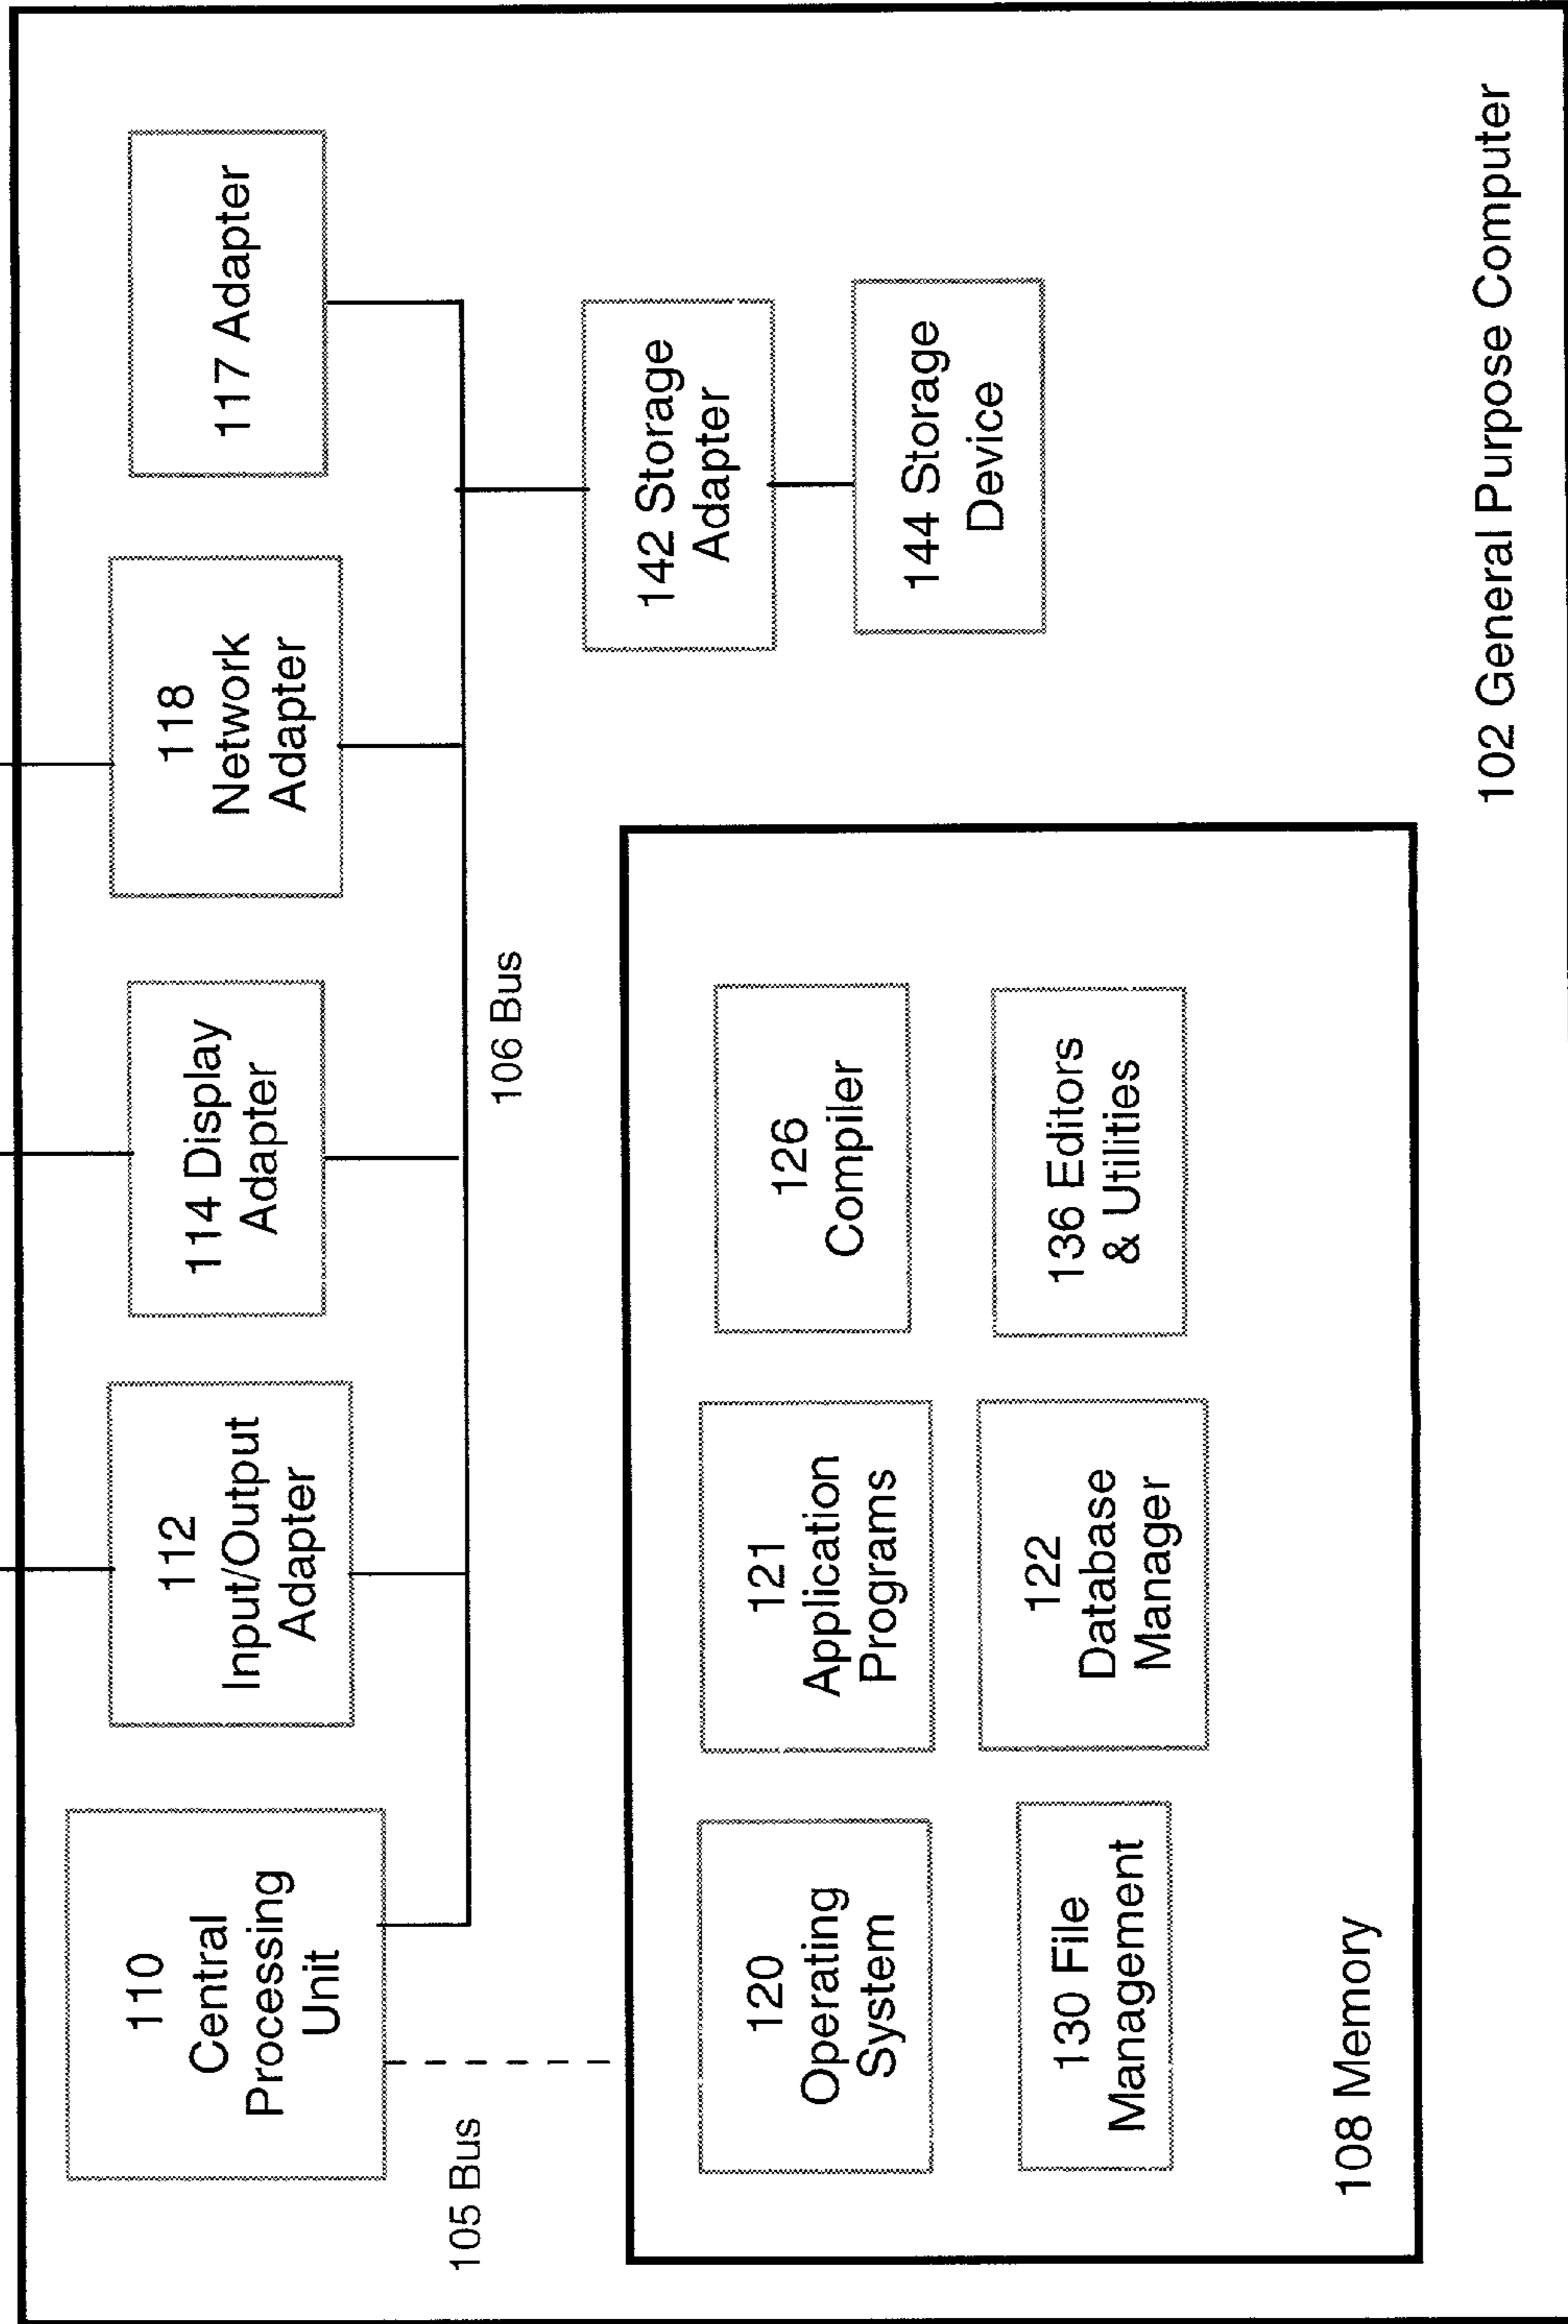 110
Central
Processing
Unit
112
Input/Output
Adapter
114 Display
Adapter
118
Network
Adapter
117 Adapter
105 Bus
106 Bus
142 Storage
Adapter
144 Storage
Device
120
Operating
System
121
Application
Programs
126
Compiler
130 File
Management
122
Database
Manager
136 Editors
& Utilities
108 Memory
102 General Purpose Computer